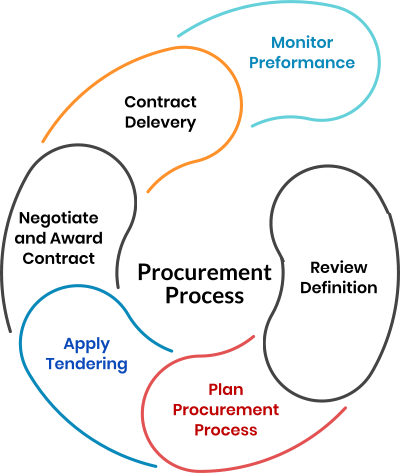 Monitor
Preformance
Contract
Delevery
Negotiate
and Award
Contract
Procurement
Process
Review
Definition
Apply
Tendering
Plan
Procurement
Process